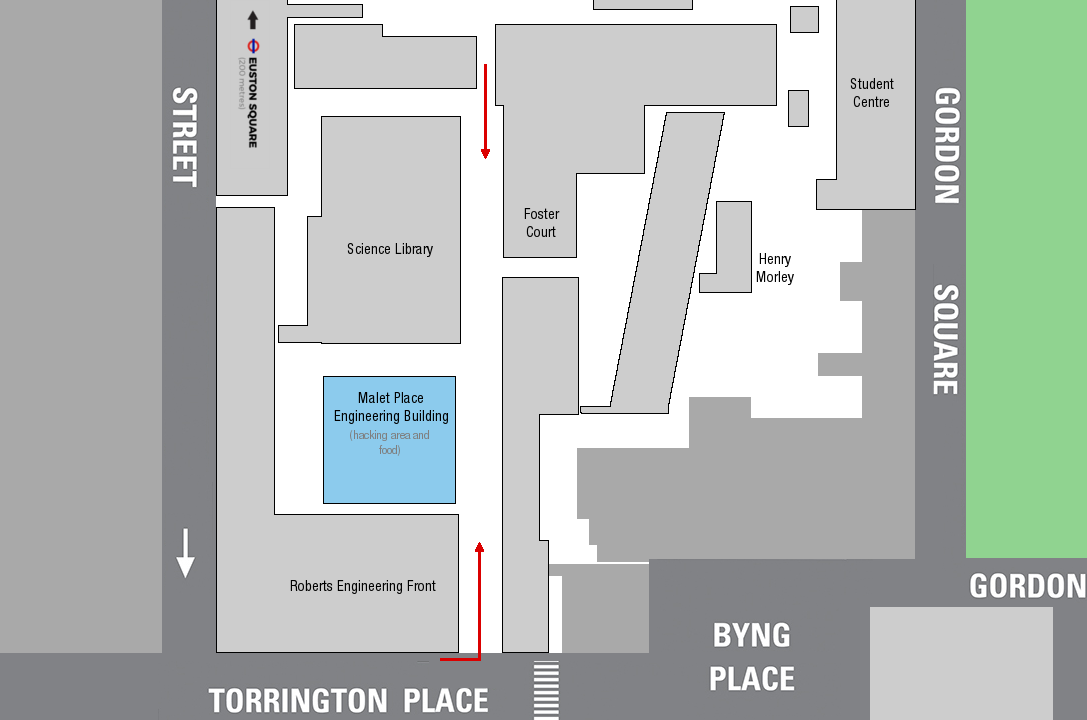 EUSTON SQUARE
(200 metres)
STREET
Student
Centre
GORDON
SQUARE
Foster
Court
Science Library
Henry
Morley
Malet Place
Engineering Building
(hacking area and
food)
Roberts Engineering Front
GORDON
BYNG
PLACE
TORRINGTON PLACE